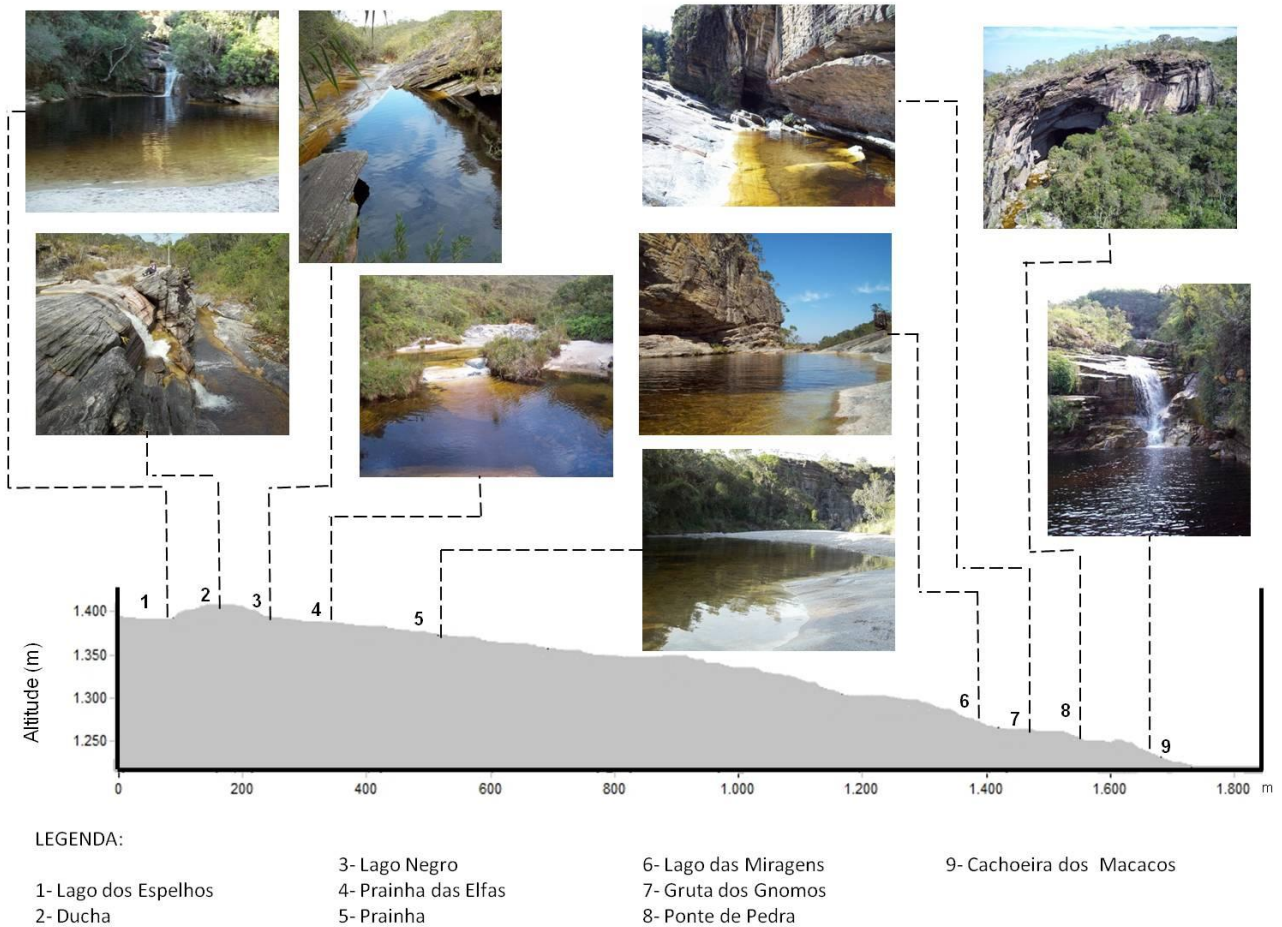 1
2
3
4
5
6
7
8
9
Altitude (m)
1.400
1.350
1.300
1.250
0 200 400 600 800 1.000 1.200 1.400 1.600 1.800 m
LEGENDA:
1- Lago dos Espelhos
2- Ducha
3- Lago Negro
4- Prainha das Elfas
5- Prainha
6- Lago das Miragens
7- Gruta dos Gnomos
8- Ponte de Pedra
9- Cachoeira dos Macacos